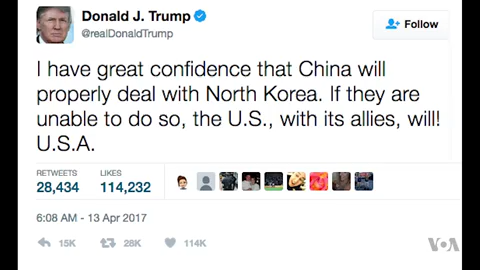 Donald J. Trump
@realDonaldTrump
Follow
I have great confidence that China will
properly deal with North Korea. If they are
unable to do so, the U.S., with its allies, will!
U.S.A.
RETWEETS LIKES
28,434 114,232
6:08 AM - 13 Apr 2017
15K 28K 114K
VOA